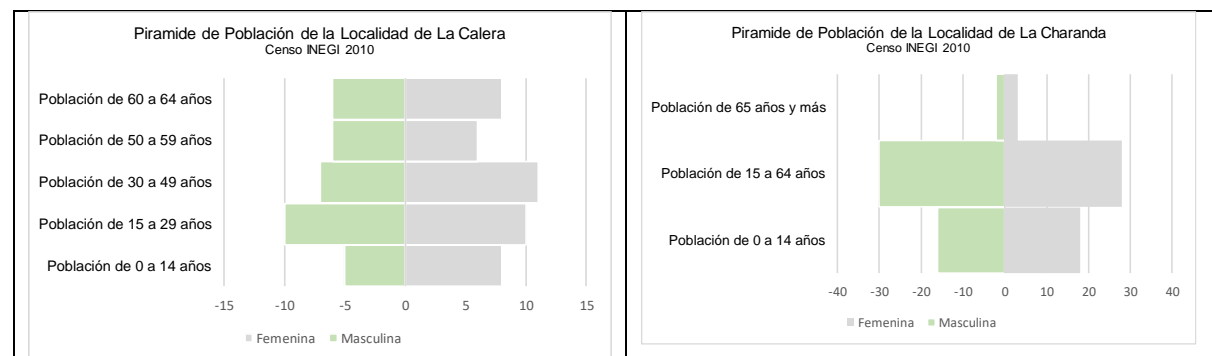 Piramide de Población de la Localidad de La Calera
Censo INEGI 2010
Población de 60 a 64 años
Población de 50 a 59 años
Población de 30 a 49 años
Población de 15 a 29 años
Población de 0 a 14 años
-15 -10 -5 0 5 10 15
Femenina Masculina
Piramide de Población de la Localidad de La Charanda
Censo INEGI 2010
Población de 65 años y más
Población de 15 a 64 años
Población de 0 a 14 años
-40 -30 -20 -10 0 10 20 30 40
Femenina Masculina